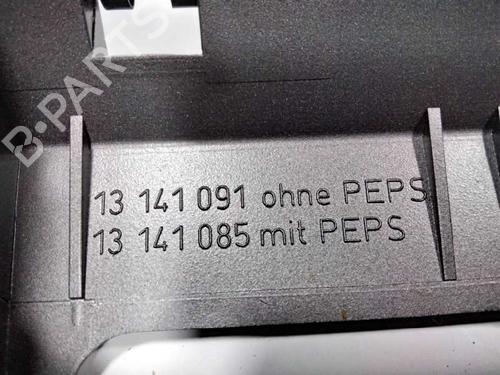 B-PARTS
13 141 091 ohne PEPS
13 141 085 mit PEPS